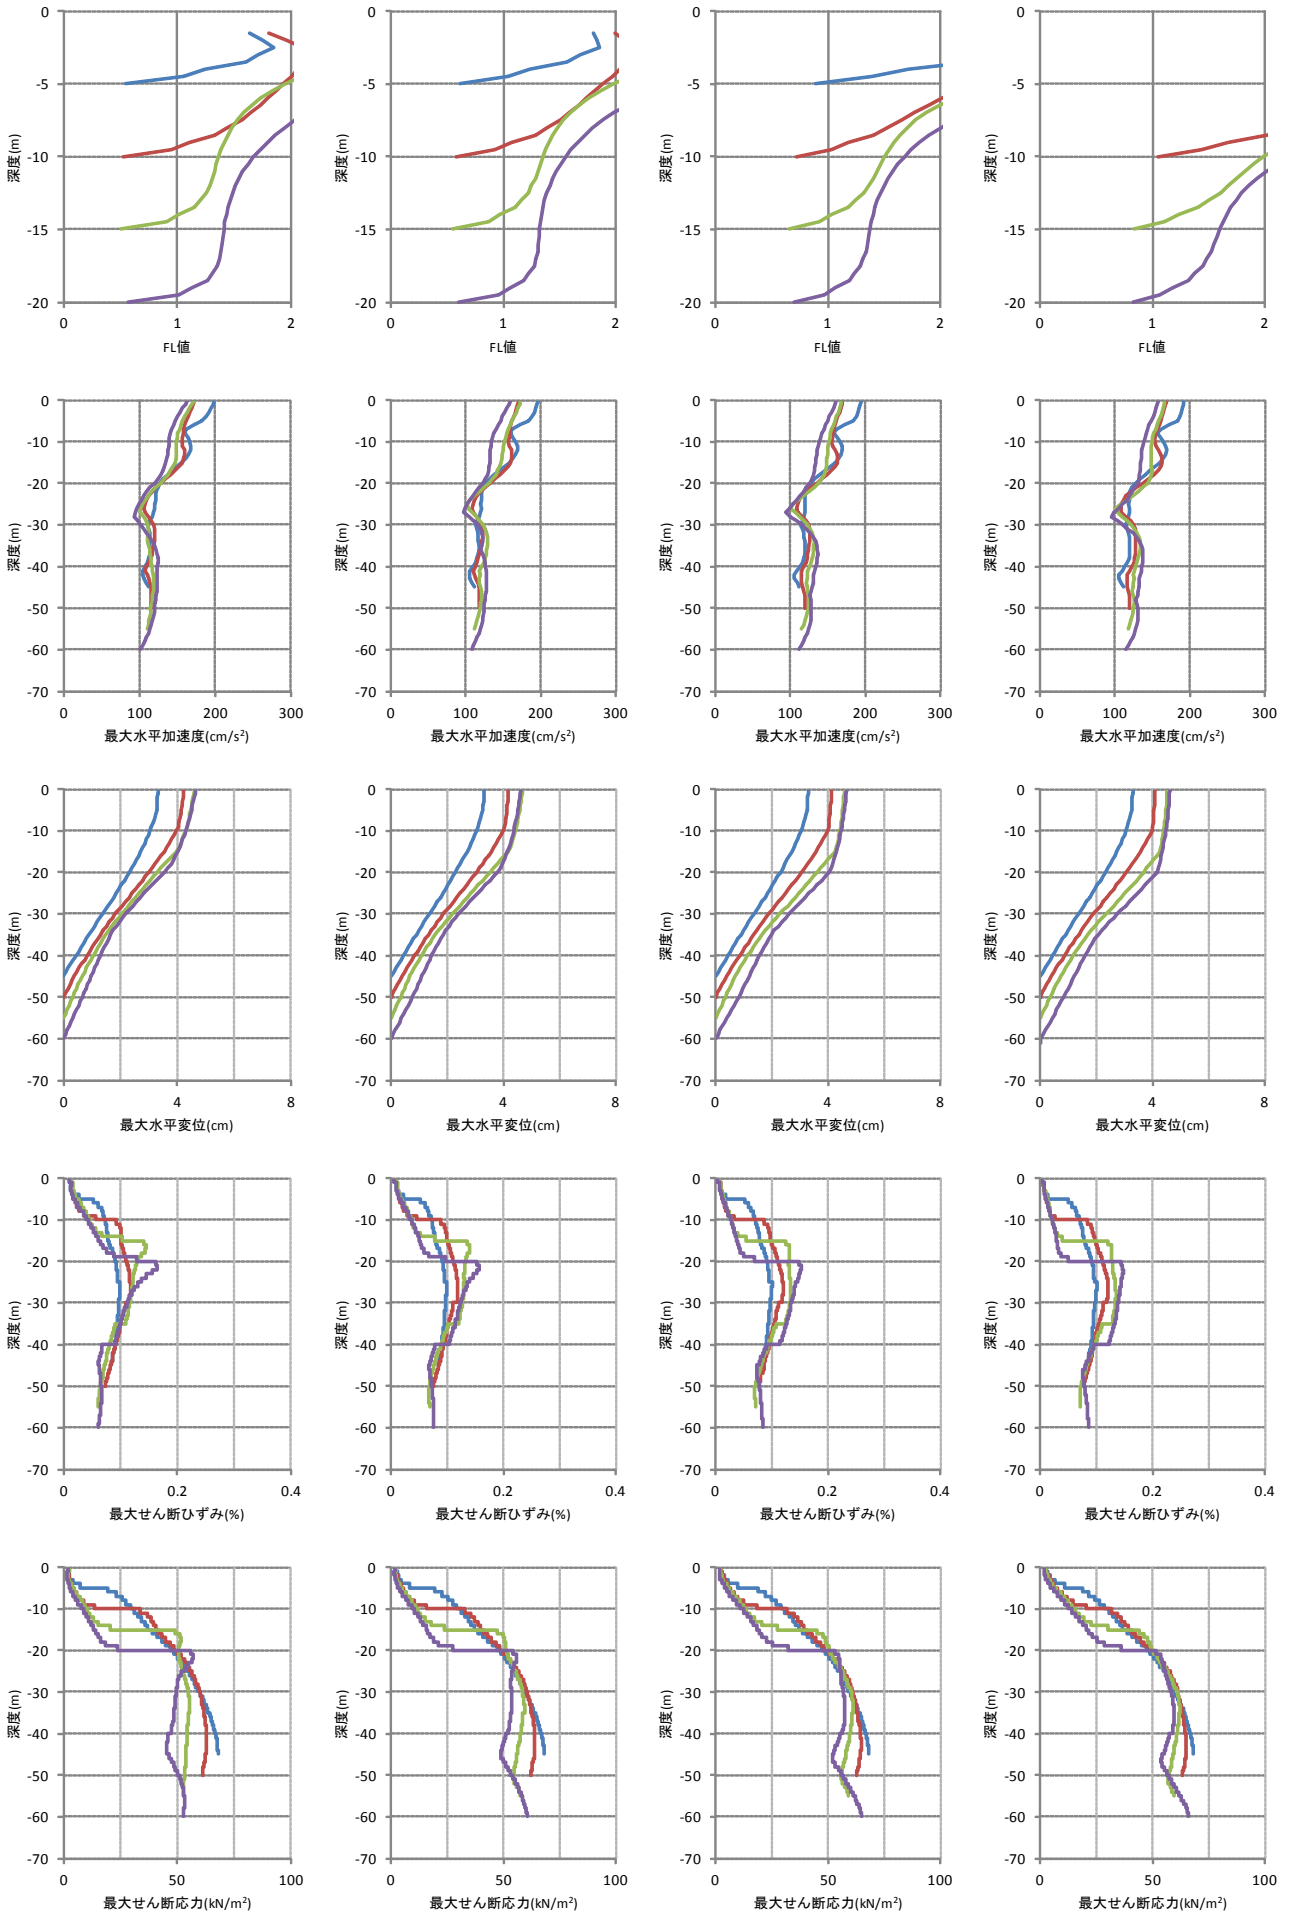 0 0 0 0
-5 -5 -5 -5
-10 -10 -10 -10
-15 -15 -15 -15
-20 -20 -20 -20
深度(m) 深度(m) 深度(m) 深度(m)
0 1 2 0 1 2 0 1 2 0 1 2
FL値 FL値 FL値 FL値
0 0 0 0
-10 -10 -10 -10
-20 -20 -20 -20
-30 -30 -30 -30
-40 -40 -40 -40
-50 -50 -50 -50
-60 -60 -60 -60
-70 -70 -70 -70
深度(m) 深度(m) 深度(m) 深度(m)
0 100 200 300 0 100 200 300 0 100 200 300 0 100 200 300
最大水平加速度(cm/s²) 最大水平加速度(cm/s²) 最大水平加速度(cm/s²) 最大水平加速度(cm/s²)
0 0 0 0
-10 -10 -10 -10
-20 -20 -20 -20
-30 -30 -30 -30
-40 -40 -40 -40
-50 -50 -50 -50
-60 -60 -60 -60
-70 -70 -70 -70
深度(m) 深度(m) 深度(m) 深度(m)
0 4 8 0 4 8 0 4 8 0 4 8
最大水平変位(cm) 最大水平変位(cm) 最大水平変位(cm) 最大水平変位(cm)
0 0 0 0
-10 -10 -10 -10
-20 -20 -20 -20
-30 -30 -30 -30
-40 -40 -40 -40
-50 -50 -50 -50
-60 -60 -60 -60
-70 -70 -70 -70
深度(m) 深度(m) 深度(m) 深度(m)
0 0.2 0.4 0 0.2 0.4 0 0.2 0.4 0 0.2 0.4
最大せん断ひずみ(%) 最大せん断ひずみ(%) 最大せん断ひずみ(%) 最大せん断ひずみ(%)
0 0 0 0
-10 -10 -10 -10
-20 -20 -20 -20
-30 -30 -30 -30
-40 -40 -40 -40
-50 -50 -50 -50
-60 -60 -60 -60
-70 -70 -70 -70
深度(m) 深度(m) 深度(m) 深度(m)
0 50 100 0 50 100 0 50 100 0 50 100
最大せん断応力(kN/m²) 最大せん断応力(kN/m²) 最大せん断応力(kN/m²) 最大せん断応力(kN/m²)